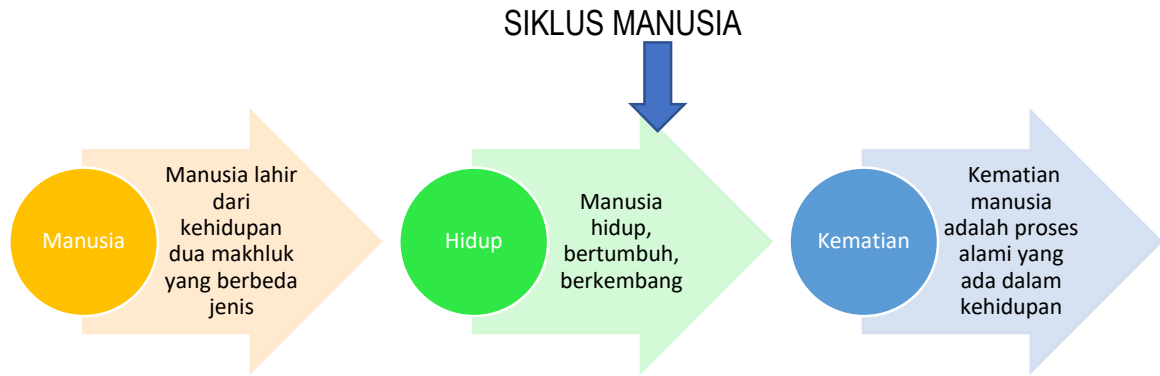 SIKLUS MANUSIA
Manusia
Manusia lahir
dari
kehidupan
dua makhluk
yang berbeda
jenis
Hidup
Manusia
hidup,
bertumbuh,
berkembang
Kematian
Kematian
manusia
adalah proses
alami yang
ada dalam
kehidupan